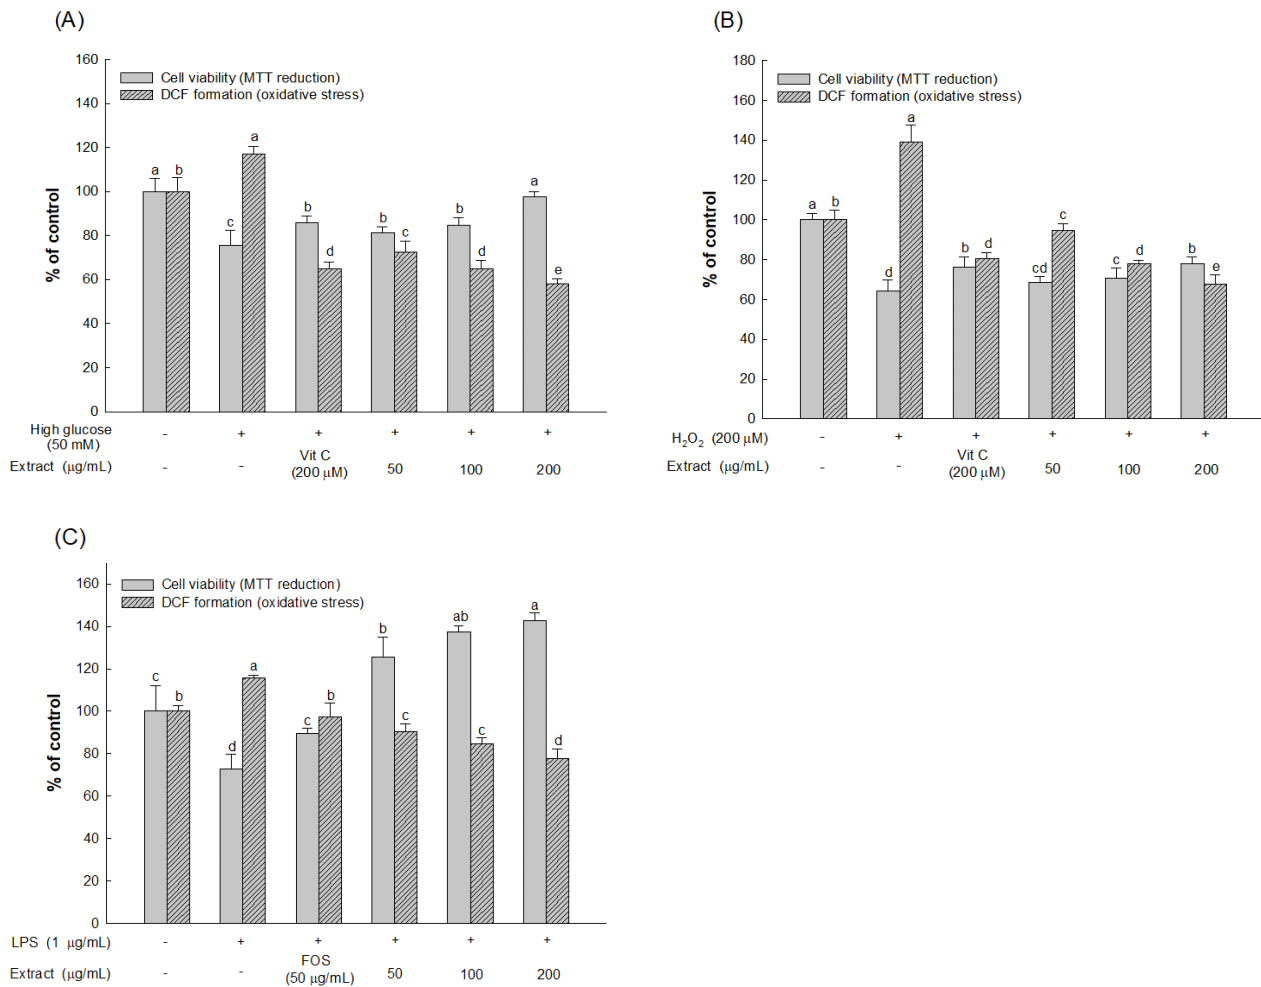 (A)
% of control
160
140
120
100
80
60
40
20
0
Cell viability (MTT reduction)
DCF formation (oxidative stress)
a b c a b d b c b d a e
High glucose (50 mM) - + + + + +
Extract (μg/mL) - - Vit C (200 μM) 50 100 200
(B)
% of control
180
160
140
120
100
80
60
40
20
0
Cell viability (MTT reduction)
DCF formation (oxidative stress)
a b d a b d cd c c d b e
H2O2 (200 μM) - + + + + +
Extract (μg/mL) - - Vit C (200 μM) 50 100 200
(C)
% of control
160
140
120
100
80
60
40
20
0
Cell viability (MTT reduction)
DCF formation (oxidative stress)
c b d a c b b c ab c a d
LPS (1 μg/mL) - + + + + +
Extract (μg/mL) - - FOS (50 μg/mL) 50 100 200